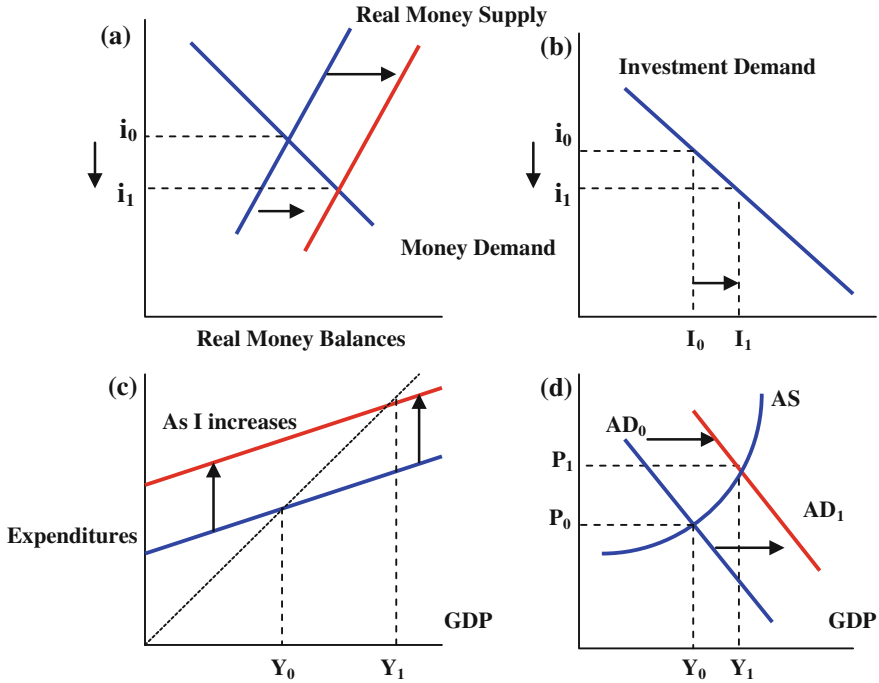 (a)
Real Money Supply
i₀
i₁
Money Demand
Real Money Balances
(b)
Investment Demand
i₀
i₁
I₀ I₁
(c)
As I increases
Expenditures
GDP
Y₀ Y₁
(d)
AS
AD₀
P₁
P₀
AD₁
GDP
Y₀ Y₁